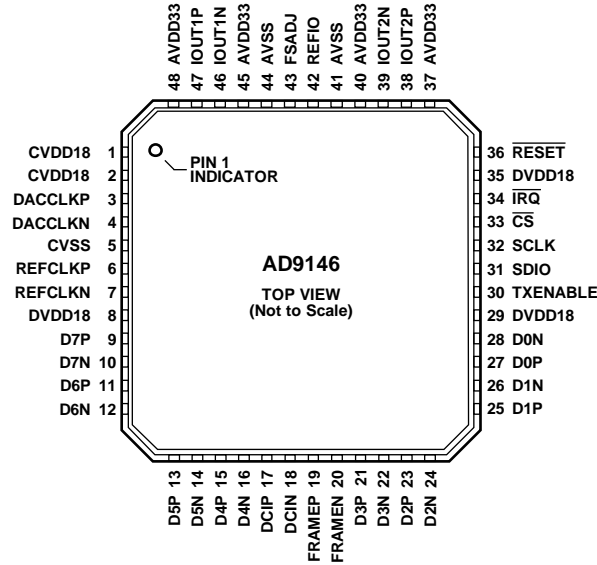 48 AVDD33
47 IOUT1P
46 IOUT1N
45 AVDD33
44 AVSS
43 FSADJ
42 REFIO
41 AVSS
40 AVDD33
39 IOUT2N
38 IOUT2P
37 AVDD33
CVDD18 1
CVDD18 2
DACCLKP 3
DACCLKN 4
CVSS 5
REFCLKP 6
REFCLKN 7
DVDD18 8
D7P 9
D7N 10
D6P 11
D6N 12
PIN 1
INDICATOR
AD9146
TOP VIEW
(Not to Scale)
36 RESET
35 DVDD18
34 IRQ
33 CS
32 SCLK
31 SDIO
30 TXENABLE
29 DVDD18
28 D0N
27 D0P
26 D1N
25 D1P
D5P 13
D5N 14
D4P 15
D4N 16
DCIP 17
DCIN 18
FRAMEP 19
FRAMEN 20
D3P 21
D3N 22
D2P 23
D2N 24